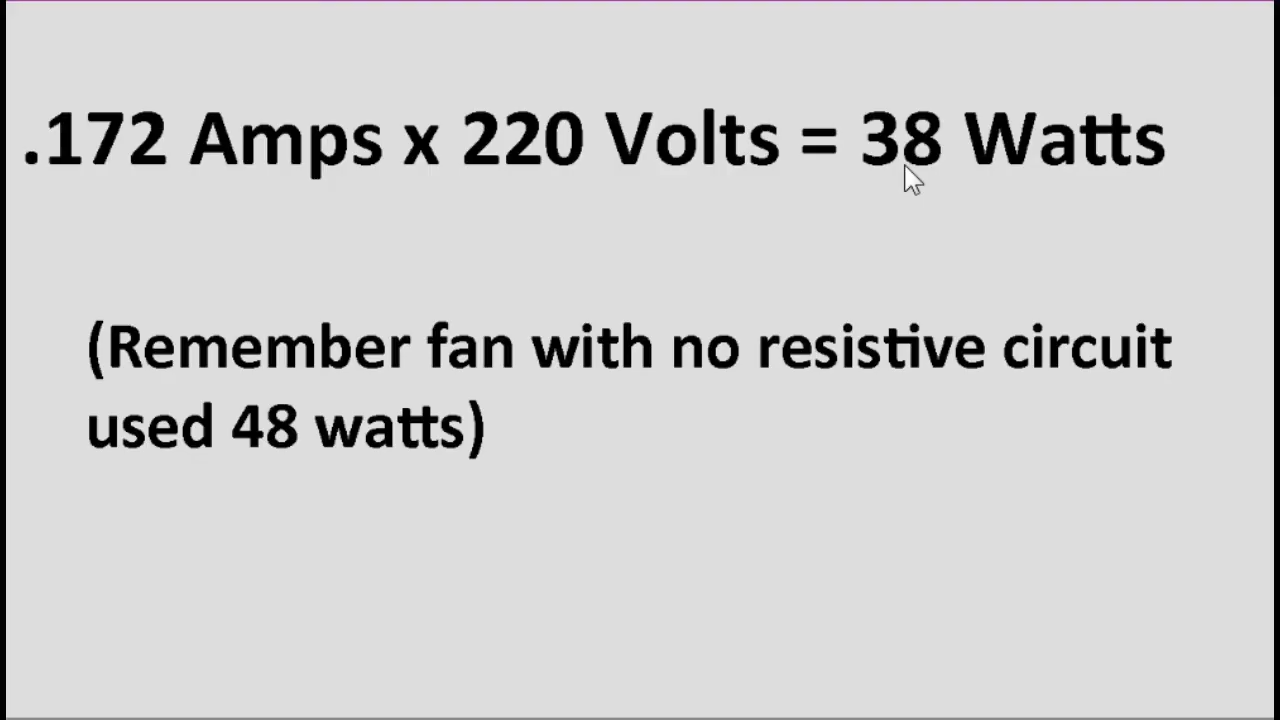 .172 Amps x 220 Volts = 38 Watts
(Remember fan with no resistive circuit
used 48 watts)